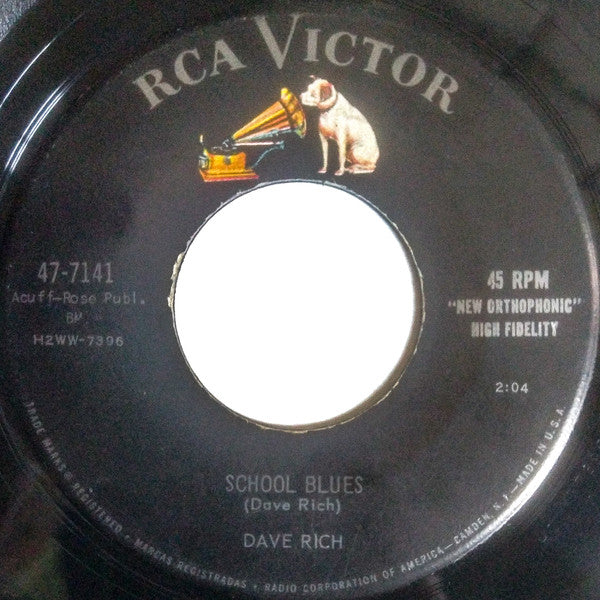 RCA VICTOR
47-7141
Acuff-Rose Publ.
BM
H2WW-7396
45 RPM
"NEW ORTHOPHONIC"
HIGH FIDELITY
2:04
SCHOOL BLUES
(Dave Rich)
DAVE RICH
TRADE MARKS ® REGISTERED • MARCAS REGISTRADAS • RADIO CORPORATION OF AMERICA—CAMDEN, N. J.—MADE IN U.S.A.